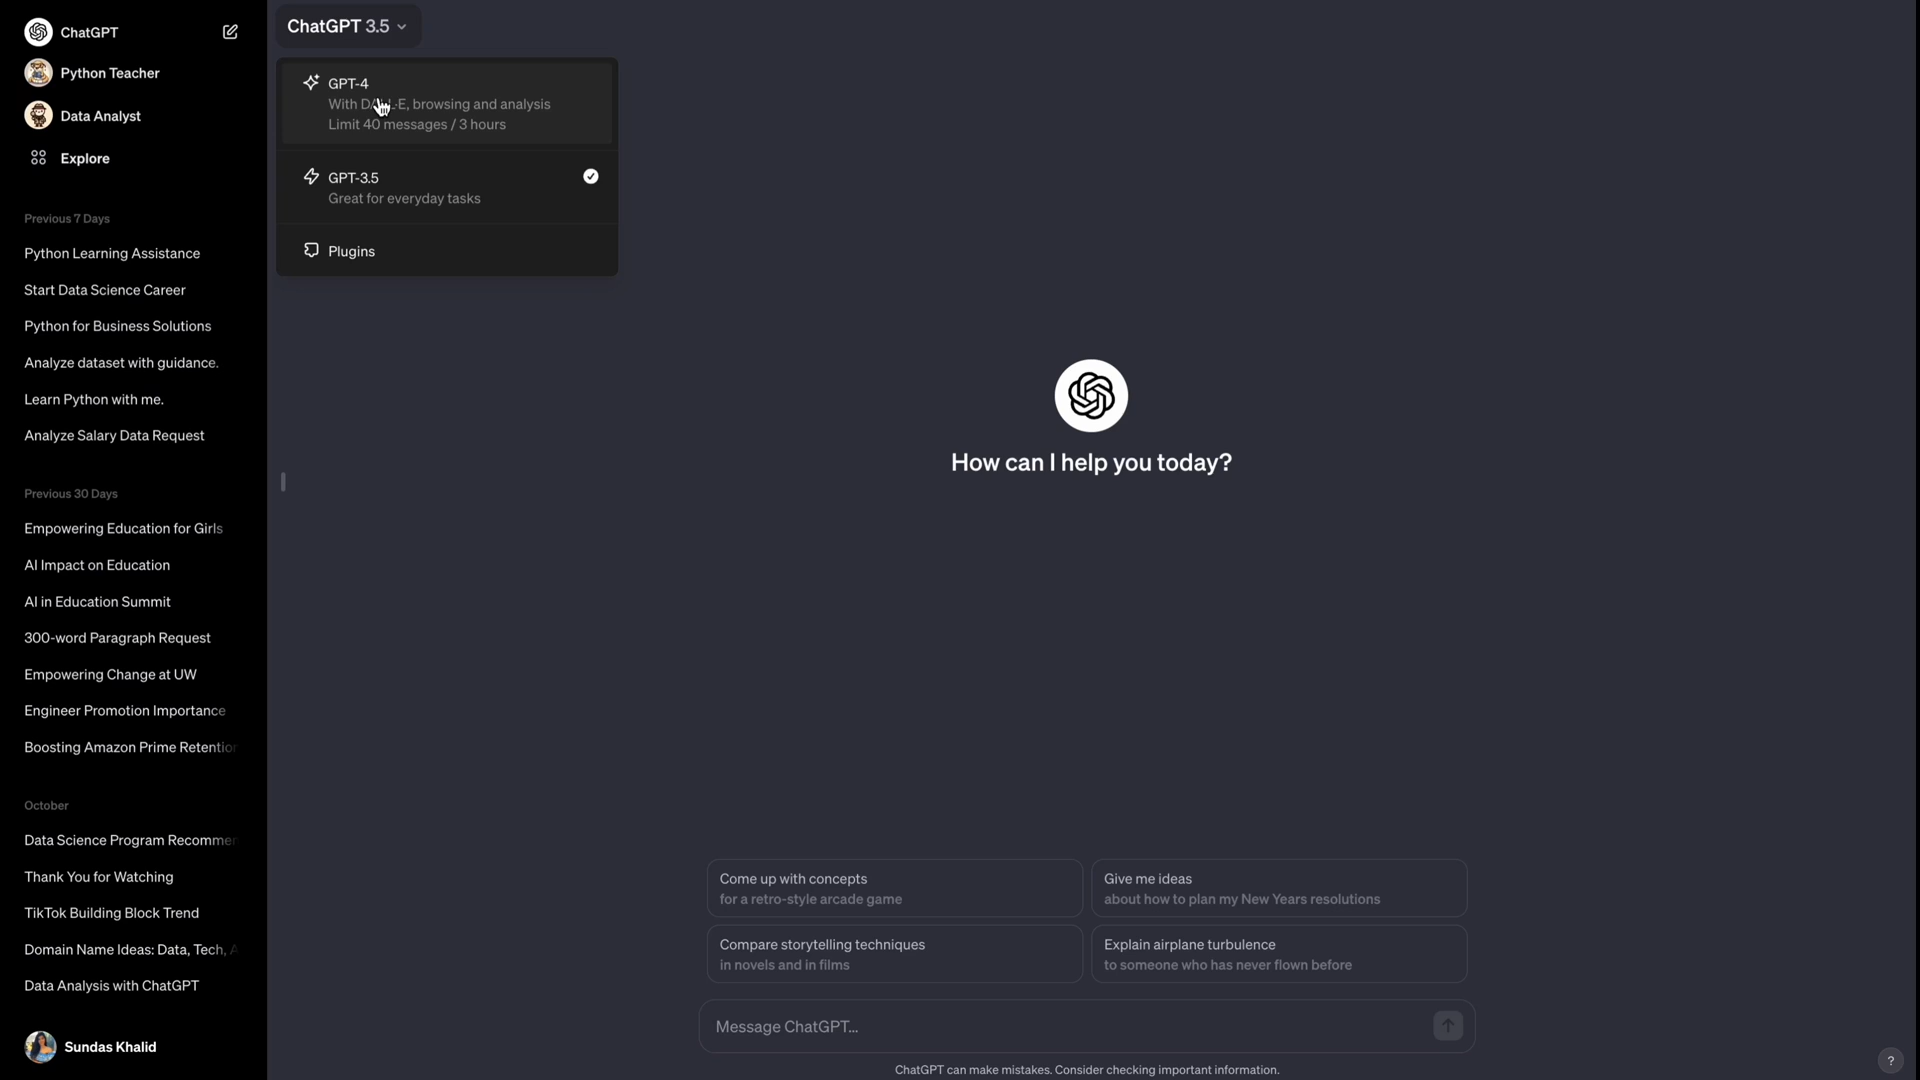 ChatGPT
Python Teacher
Data Analyst
Explore
Previous 7 Days
Python Learning Assistance
Start Data Science Career
Python for Business Solutions
Analyze dataset with guidance.
Learn Python with me.
Analyze Salary Data Request
Previous 30 Days
Empowering Education for Girls
AI Impact on Education
AI in Education Summit
300-word Paragraph Request
Empowering Change at UW
Engineer Promotion Importance
Boosting Amazon Prime Retention
October
Data Science Program Recommen
Thank You for Watching
TikTok Building Block Trend
Domain Name Ideas: Data, Tech, A
Data Analysis with ChatGPT
Sundas Khalid
ChatGPT 3.5
GPT-4
With browsing and analysis
Limit 40 messages / 3 hours
GPT-3.5
Great for everyday tasks
Plugins
How can I help you today?
Come up with concepts
for a retro-style arcade game
Give me ideas
about how to plan my New Years resolutions
Compare storytelling techniques
in novels and in films
Explain airplane turbulence
to someone who has never flown before
Message ChatGPT...
ChatGPT can make mistakes. Consider checking important information.
?